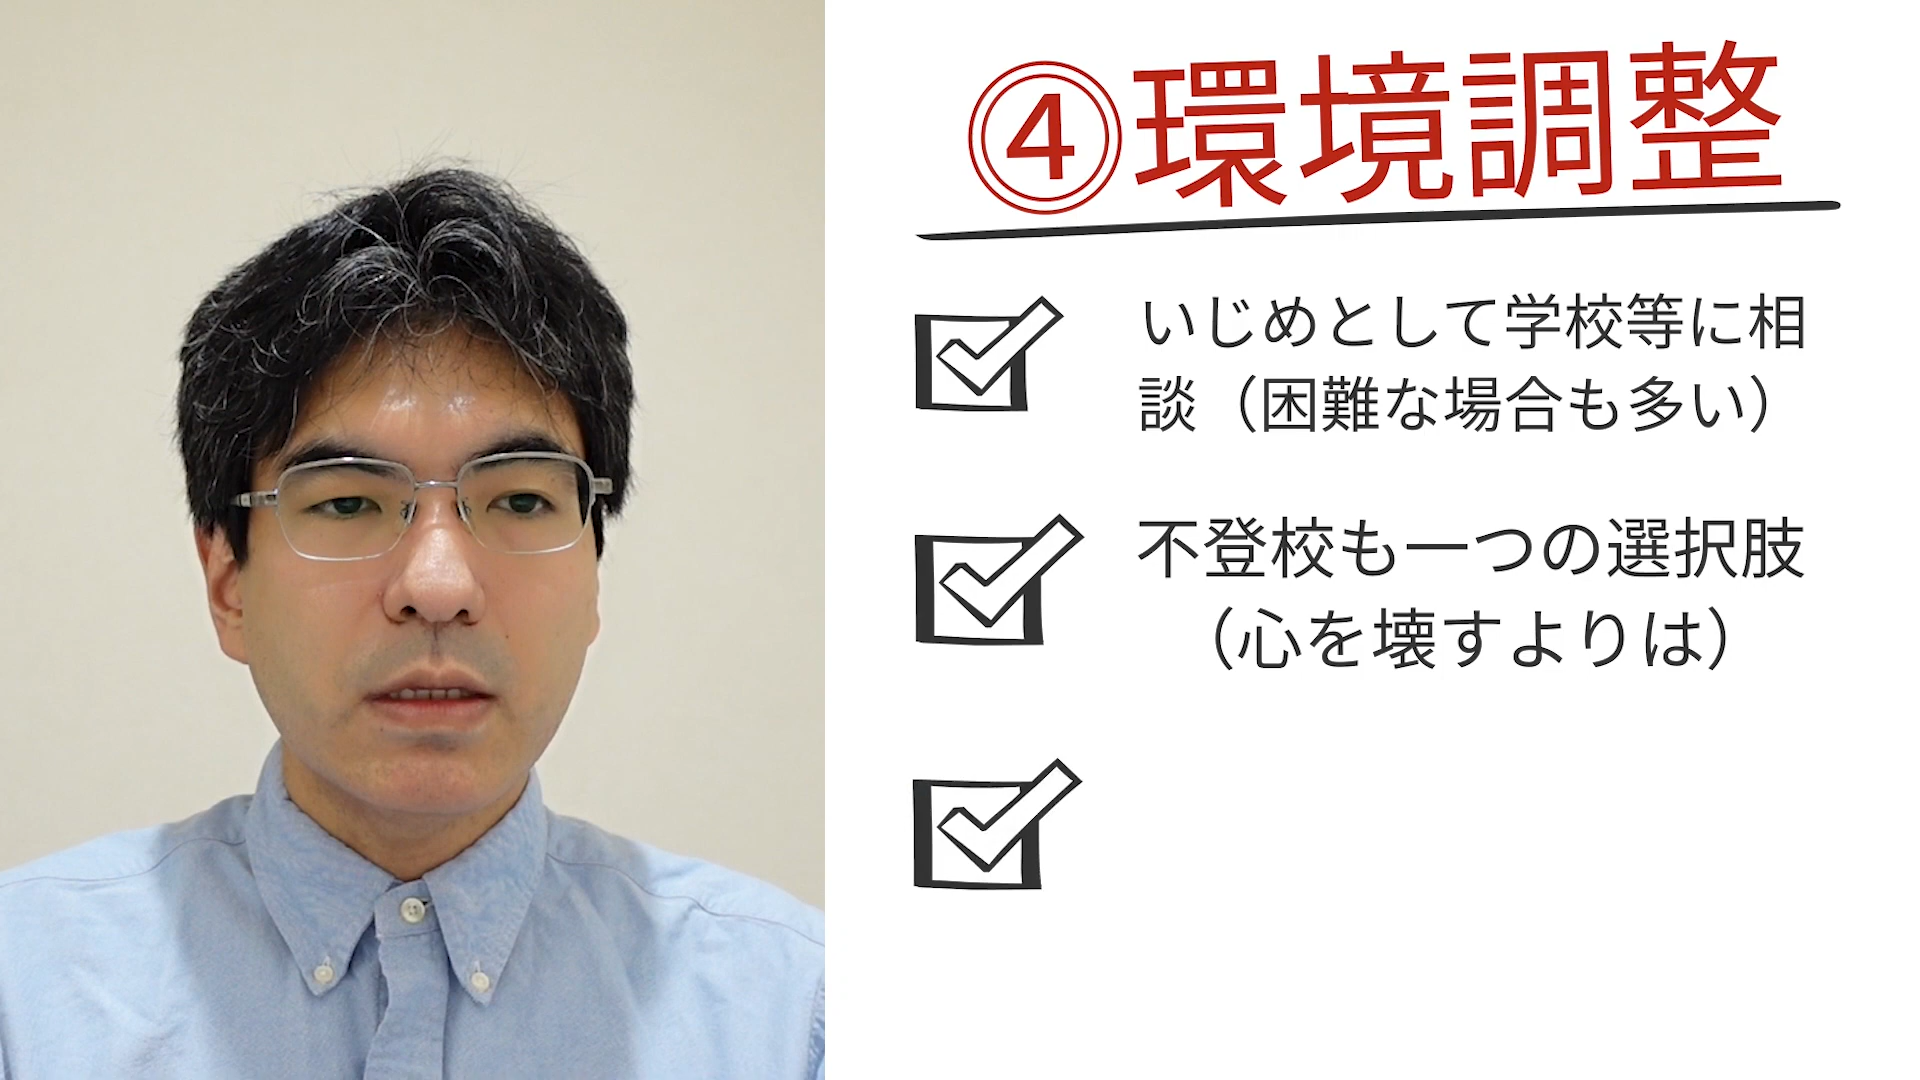 ④環境調整
いじめとして学校等に相
談（困難な場合も多い）
不登校も一つの選択肢
（心を壊すよりは）